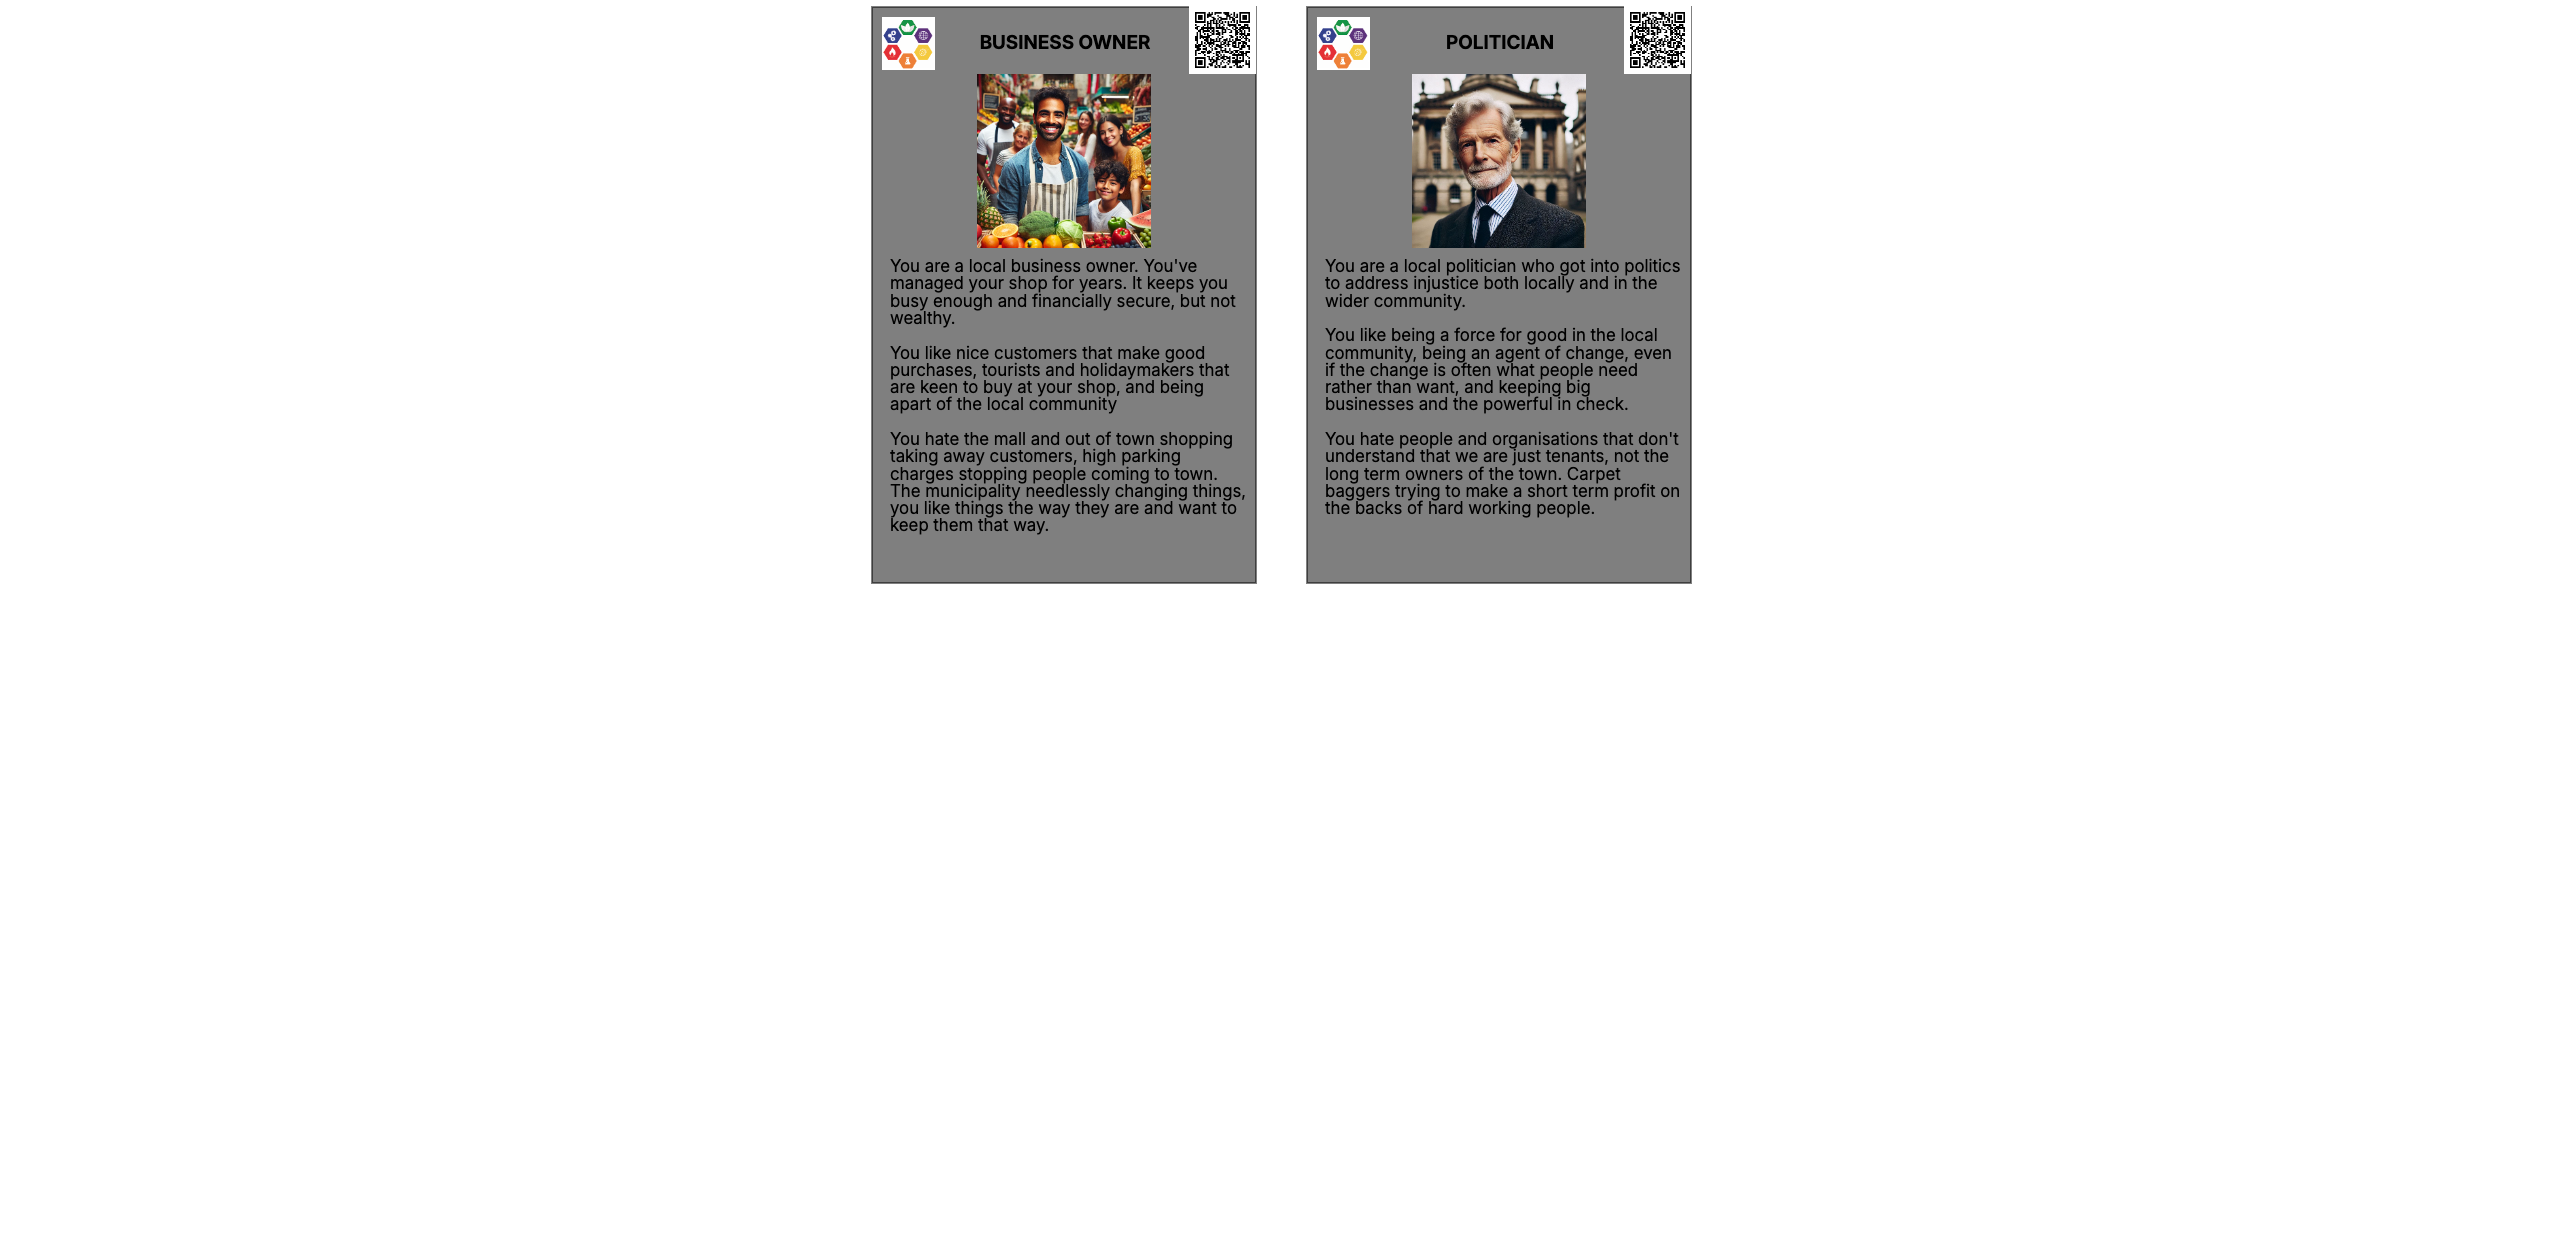 BUSINESS OWNER
You are a local business owner. You've
managed your shop for years. It keeps you
busy enough and financially secure, but not
wealthy.
You like nice customers that make good
purchases, tourists and holidaymakers that
are keen to buy at your shop, and being
apart of the local community
You hate the mall and out of town shopping
taking away customers, high parking
charges stopping people coming to town.
The municipality needlessly changing things,
you like things the way they are and want to
keep them that way.
POLITICIAN
You are a local politician who got into politics
to address injustice both locally and in the
wider community.
You like being a force for good in the local
community, being an agent of change, even
if the change is often what people need
rather than want, and keeping big
businesses and the powerful in check.
You hate people and organisations that don't
understand that we are just tenants, not the
long term owners of the town. Carpet
baggers trying to make a short term profit on
the backs of hard working people.